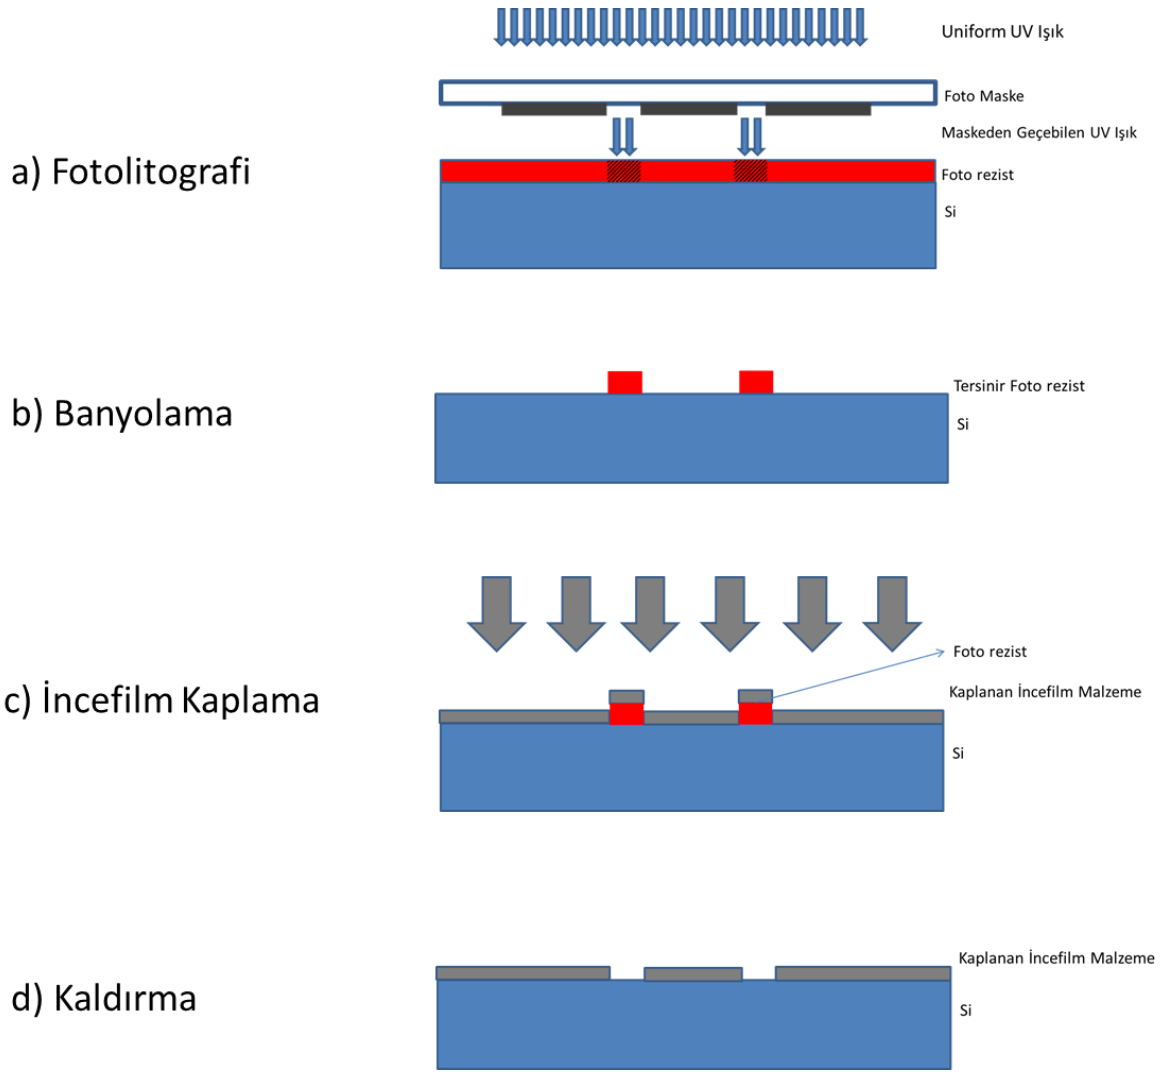 Uniform UV Işık
Foto Maske
Maskeden Geçebilen UV Işık
a) Fotolitografi
Foto rezist
Si
Tersinir Foto rezist
b) Banyolama
Si
Foto rezist
Kaplanan İncefilm Malzeme
c) İncefilm Kaplama
Si
Kaplanan İncefilm Malzeme
d) Kaldırma
Si